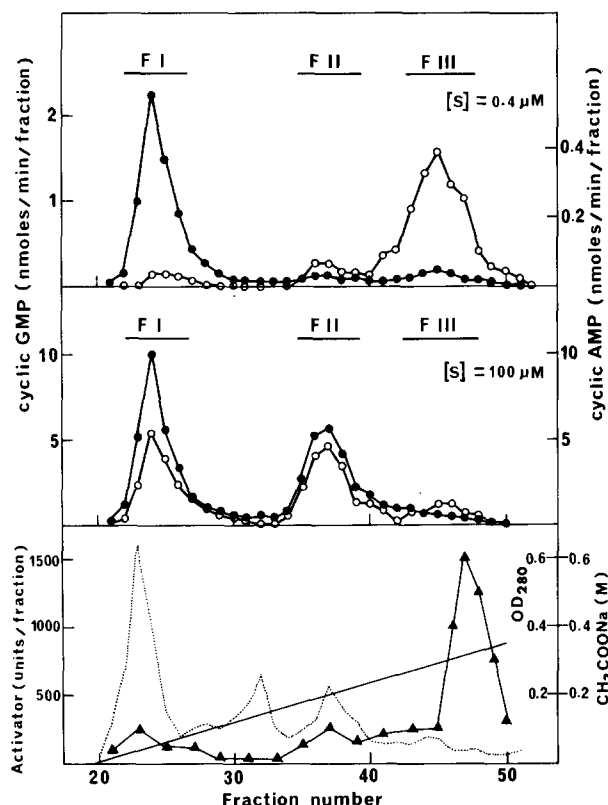 F I F II F III
[S] = 0.4 µM
2
1
0.4
0.2
cyclic GMP (nmoles/min/fraction)
cyclic AMP (nmoles/min/fraction)
F I F II F III
[S] = 100 µM
10
5
10
5
Activator (units/fraction)
1500
1000
500
0.6
0.4
0.2
0.6
0.4
0.2
OD280
CH3COONa (M)
20 30 40 50
Fraction number